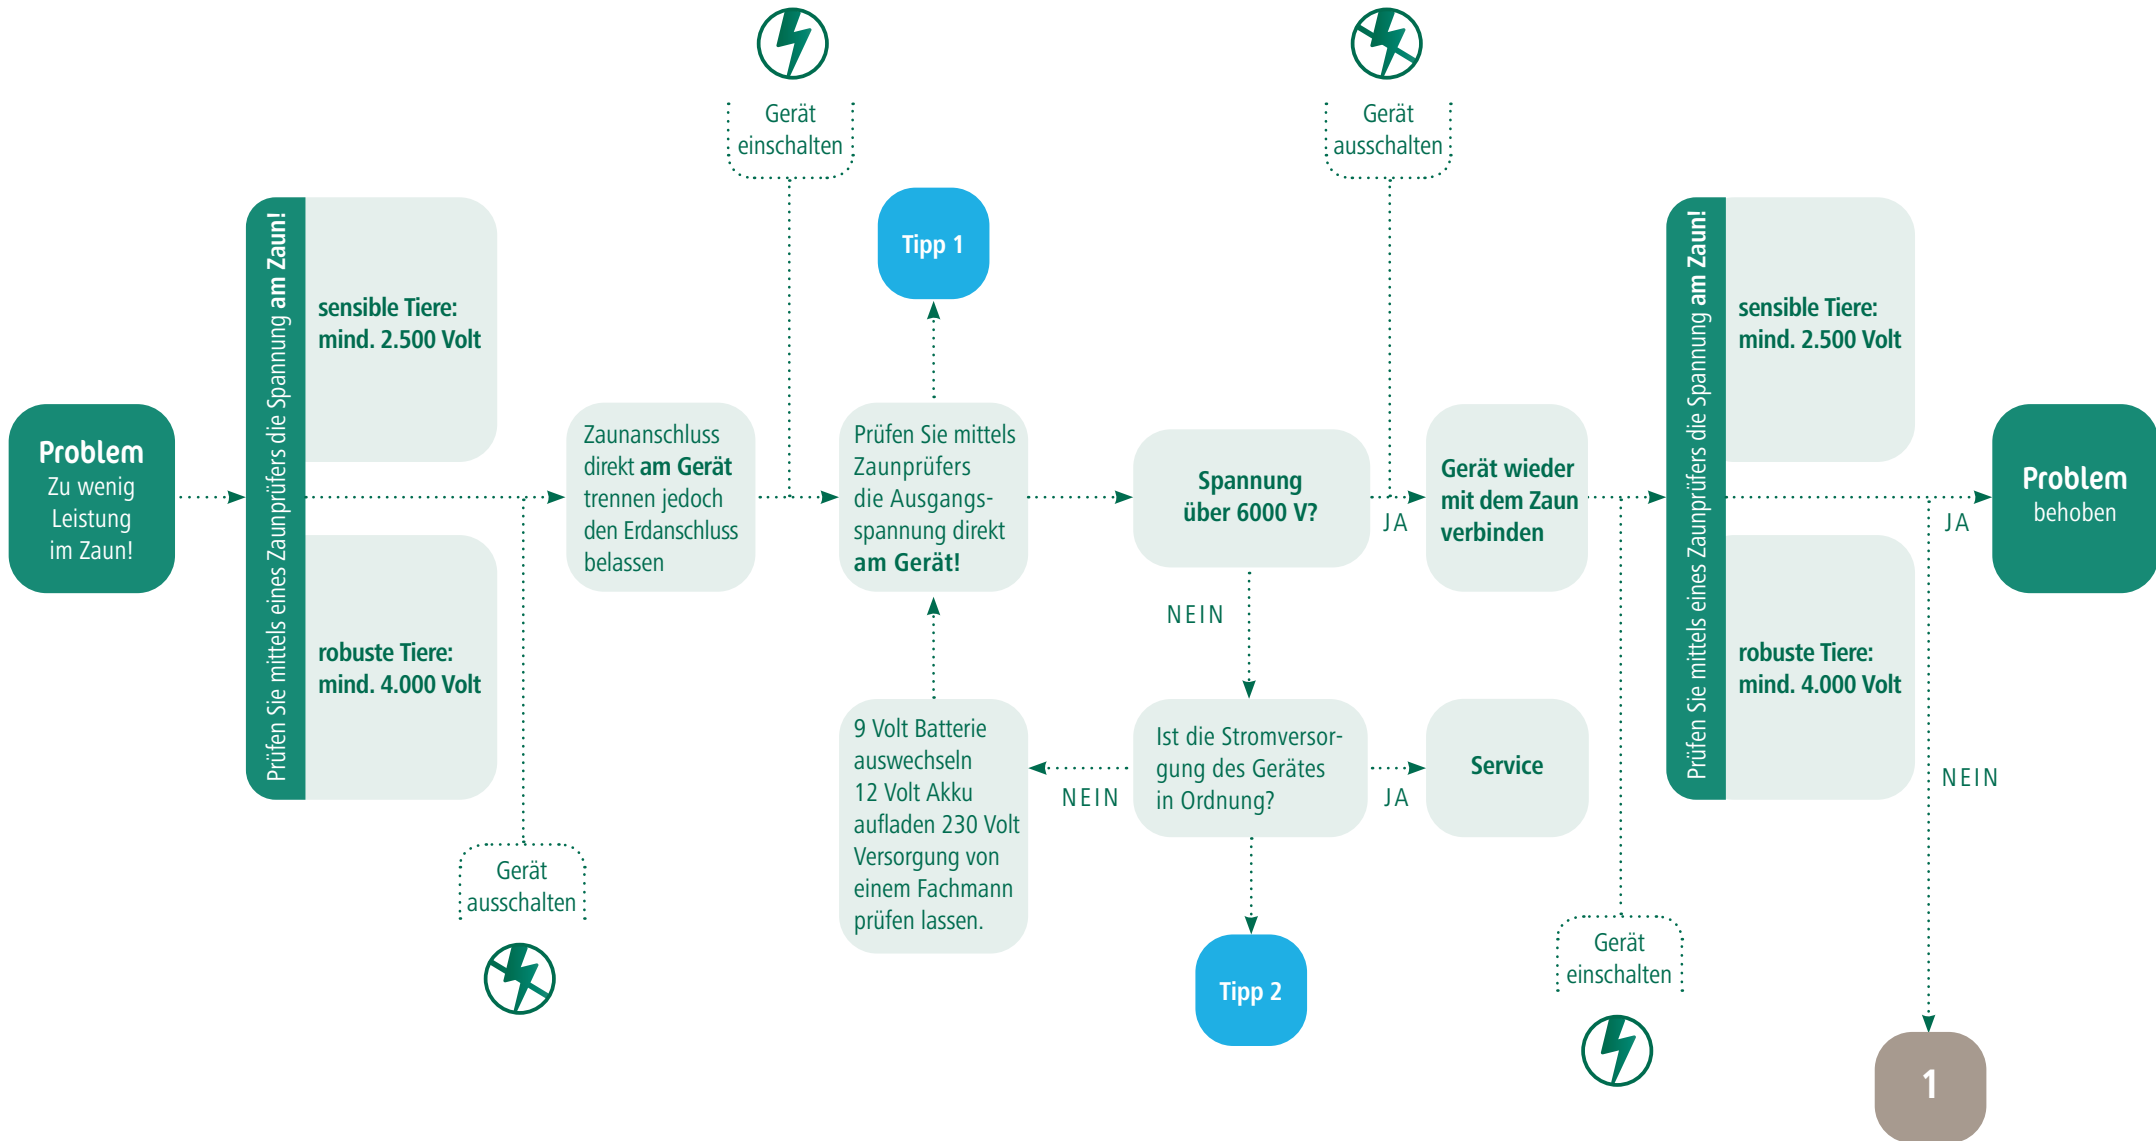 Gerät
einschalten
Gerät
ausschalten
Tipp 1
Problem
Zu wenig
Leistung
im Zaun!
Prüfen Sie mittels eines Zaunprüfers die Spannung am Zaun!
sensible Tiere:
mind. 2.500 Volt
robuste Tiere:
mind. 4.000 Volt
Gerät
ausschalten
Zaunanschluss
direkt am Gerät
trennen jedoch
den Erdanschluss
belassen
Prüfen Sie mittels
Zaunprüfers
die Ausgangs-
spannung direkt
am Gerät!
Spannung
über 6000 V?
JA
NEIN
Gerät wieder
mit dem Zaun
verbinden
9 Volt Batterie
auswechseln
12 Volt Akku
aufladen 230 Volt
Versorgung von
einem Fachmann
prüfen lassen.
NEIN
Ist die Stromversor-
gung des Gerätes
in Ordnung?
JA
Service
Tipp 2
Gerät
einschalten
Prüfen Sie mittels eines Zaunprüfers die Spannung am Zaun!
sensible Tiere:
mind. 2.500 Volt
robuste Tiere:
mind. 4.000 Volt
JA
Problem
behoben
NEIN
1